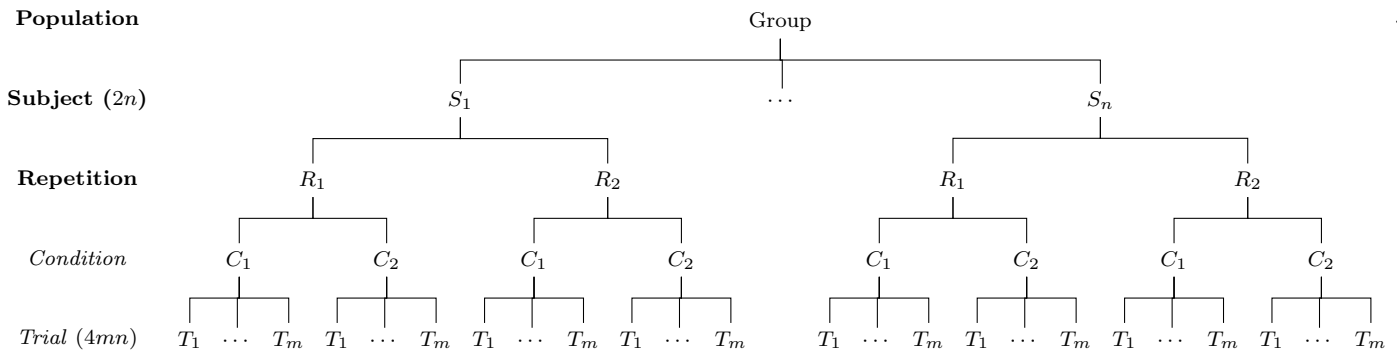 Population Group
Subject (2n) S₁ ⋯ Sₙ
Repetition R₁ R₂ R₁ R₂
Condition C₁ C₂ C₁ C₂ C₁ C₂ C₁ C₂
Trial (4mn) T₁ ⋯ Tₘ T₁ ⋯ Tₘ T₁ ⋯ Tₘ T₁ ⋯ Tₘ T₁ ⋯ Tₘ T₁ ⋯ Tₘ T₁ ⋯ Tₘ T₁ ⋯ Tₘ